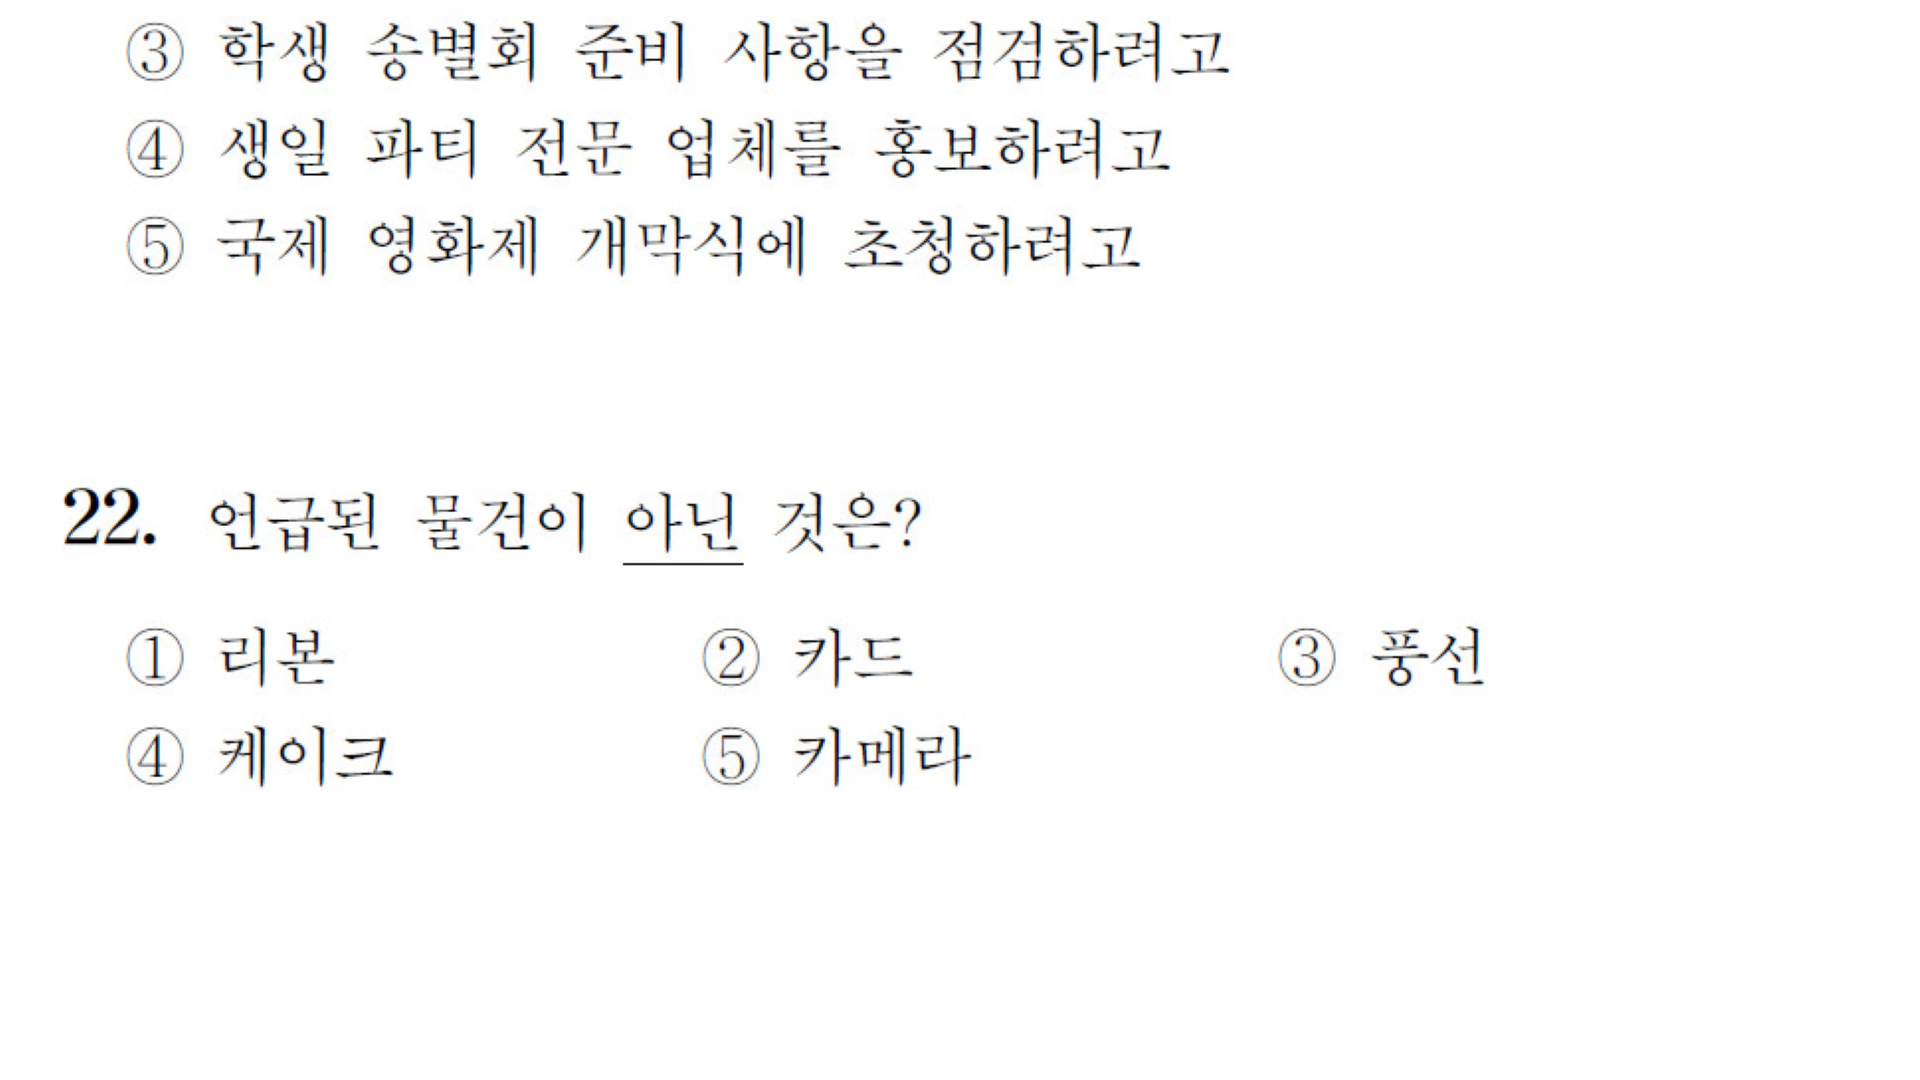 ③ 학생 송별회 준비 사항을 점검하려고
④ 생일 파티 전문 업체를 홍보하려고
⑤ 국제 영화제 개막식에 초청하려고
22. 언급된 물건이 아닌 것은?
① 리본 ② 카드 ③ 풍선
④ 케이크 ⑤ 카메라